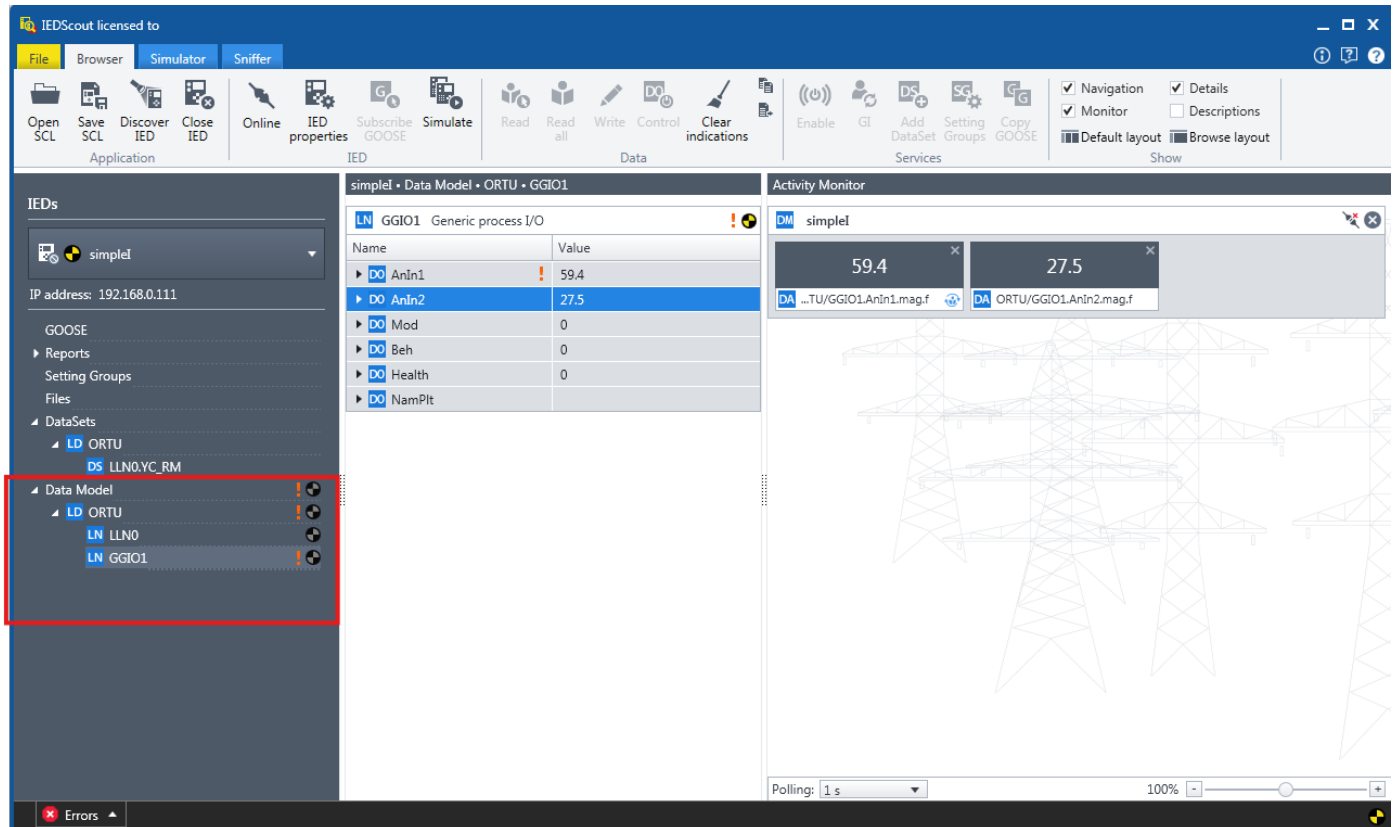 IEDScout licensed to
File Browser Simulator Sniffer
Open SCL
Save SCL
Discover IED
Close IED
Application
Online
IED properties
Subscribe GOOSE
Simulate
IED
Read
Read all
Write
Control
Clear indications
Data
Enable
GI
Add DataSet
Setting Groups
Copy GOOSE
Services
Navigation
Details
Monitor
Descriptions
Default layout
Browse layout
Show
IEDs
simpleI
IP address: 192.168.0.111
GOOSE
Reports
Setting Groups
Files
DataSets
LD ORTU
DS LLN0.YC_RM
Data Model !
LD ORTU !
LN LLN0
LN GGIO1 !
simpleI • Data Model • ORTU • GGIO1
LN GGIO1 Generic process I/O !
Name Value
DO AnIn1 ! 59.4
DO AnIn2 27.5
DO Mod 0
DO Beh 0
DO Health 0
DO NamPlt
Activity Monitor
DM simpleI
59.4
DA ...TU/GGIO1.AnIn1.mag.f
27.5
DA ORTU/GGIO1.AnIn2.mag.f
Polling: 1 s
100% - +
Errors